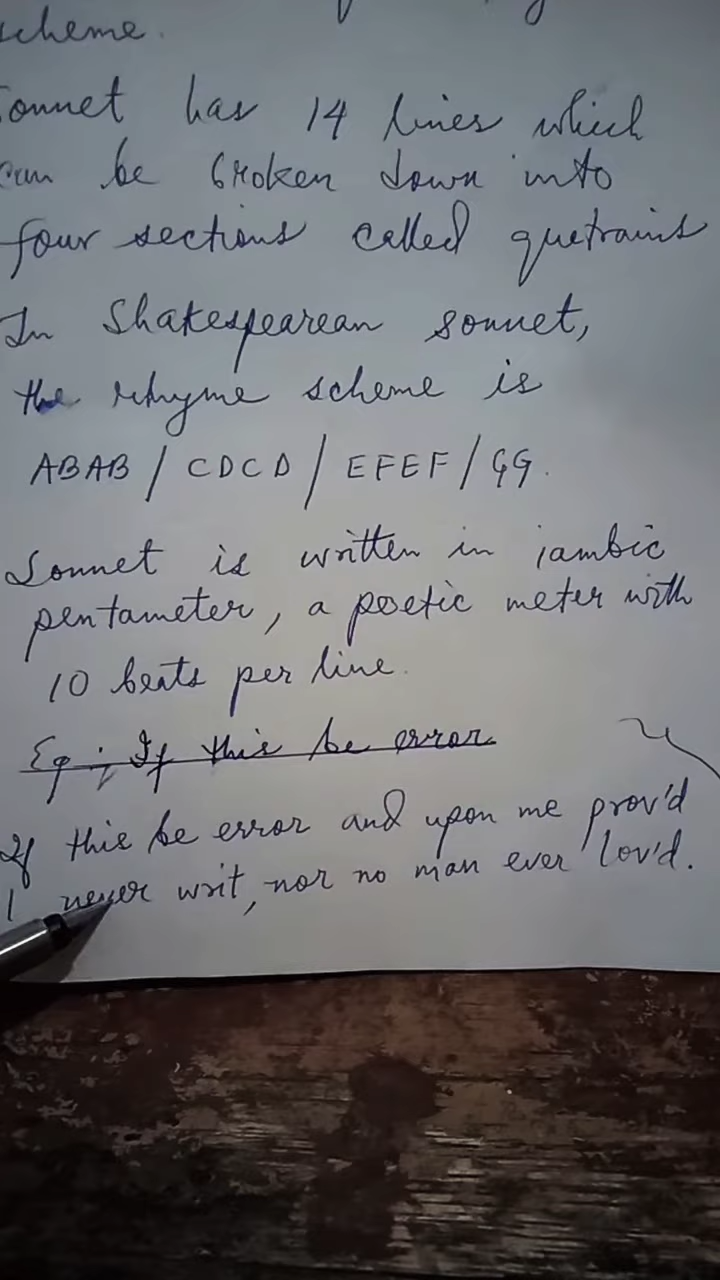 scheme.
Sonnet has 14 lines which
can be broken down into
four sections called quetrains
In Shakespearean sonnet,
the rhyme scheme is
ABAB / CDCD / EFEF / GG.
Sonnet is written in iambic
pentameter, a poetic meter with
10 beats per line.
Eg :- If this be error
If this be error and upon me prov'd
I never writ, nor no man ever lov'd.